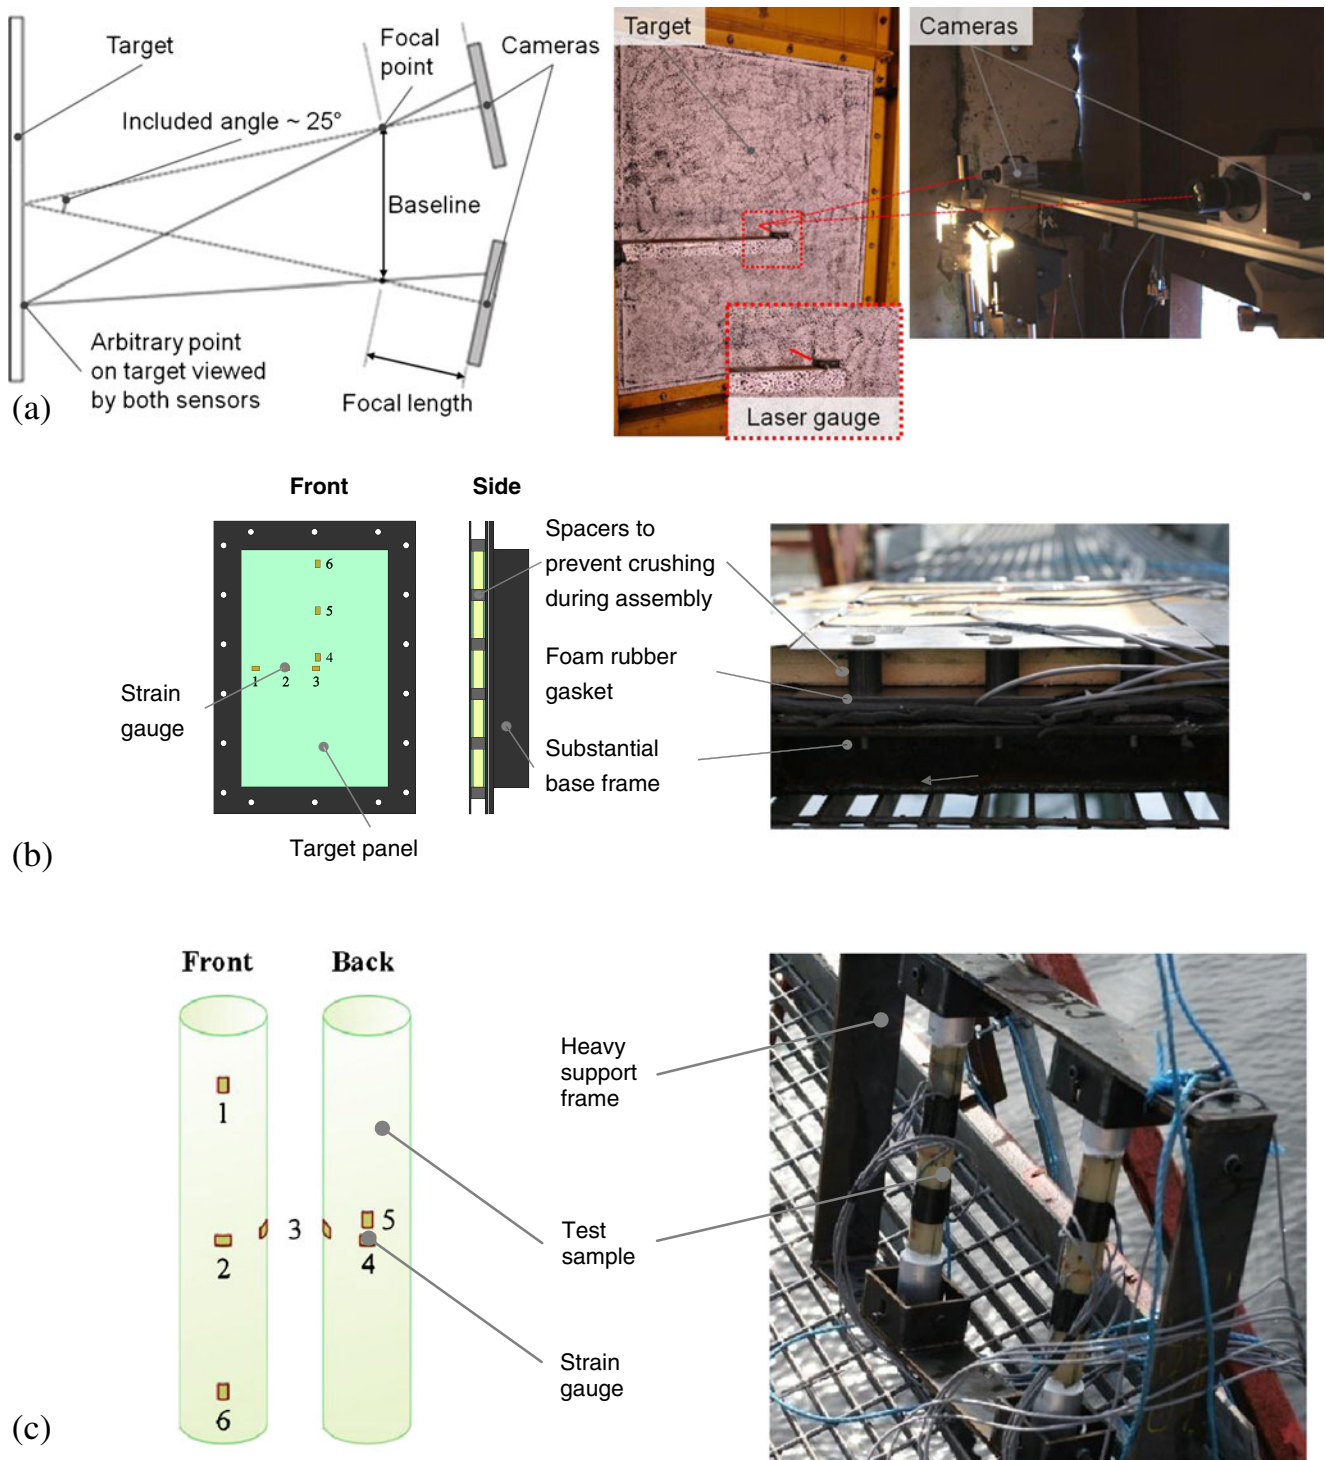 Target
Focal
point
Cameras
Included angle ~ 25°
Baseline
Arbitrary point
on target viewed
by both sensors
Focal length
(a)
Target
Laser gauge
Cameras
Front
Side
6
5
4
1
2
3
Strain
gauge
Target panel
Spacers to
prevent crushing
during assembly
Foam rubber
gasket
Substantial
base frame
(b)
Front
Back
1
2
3
5
4
6
Heavy
support
frame
Test
sample
Strain
gauge
(c)